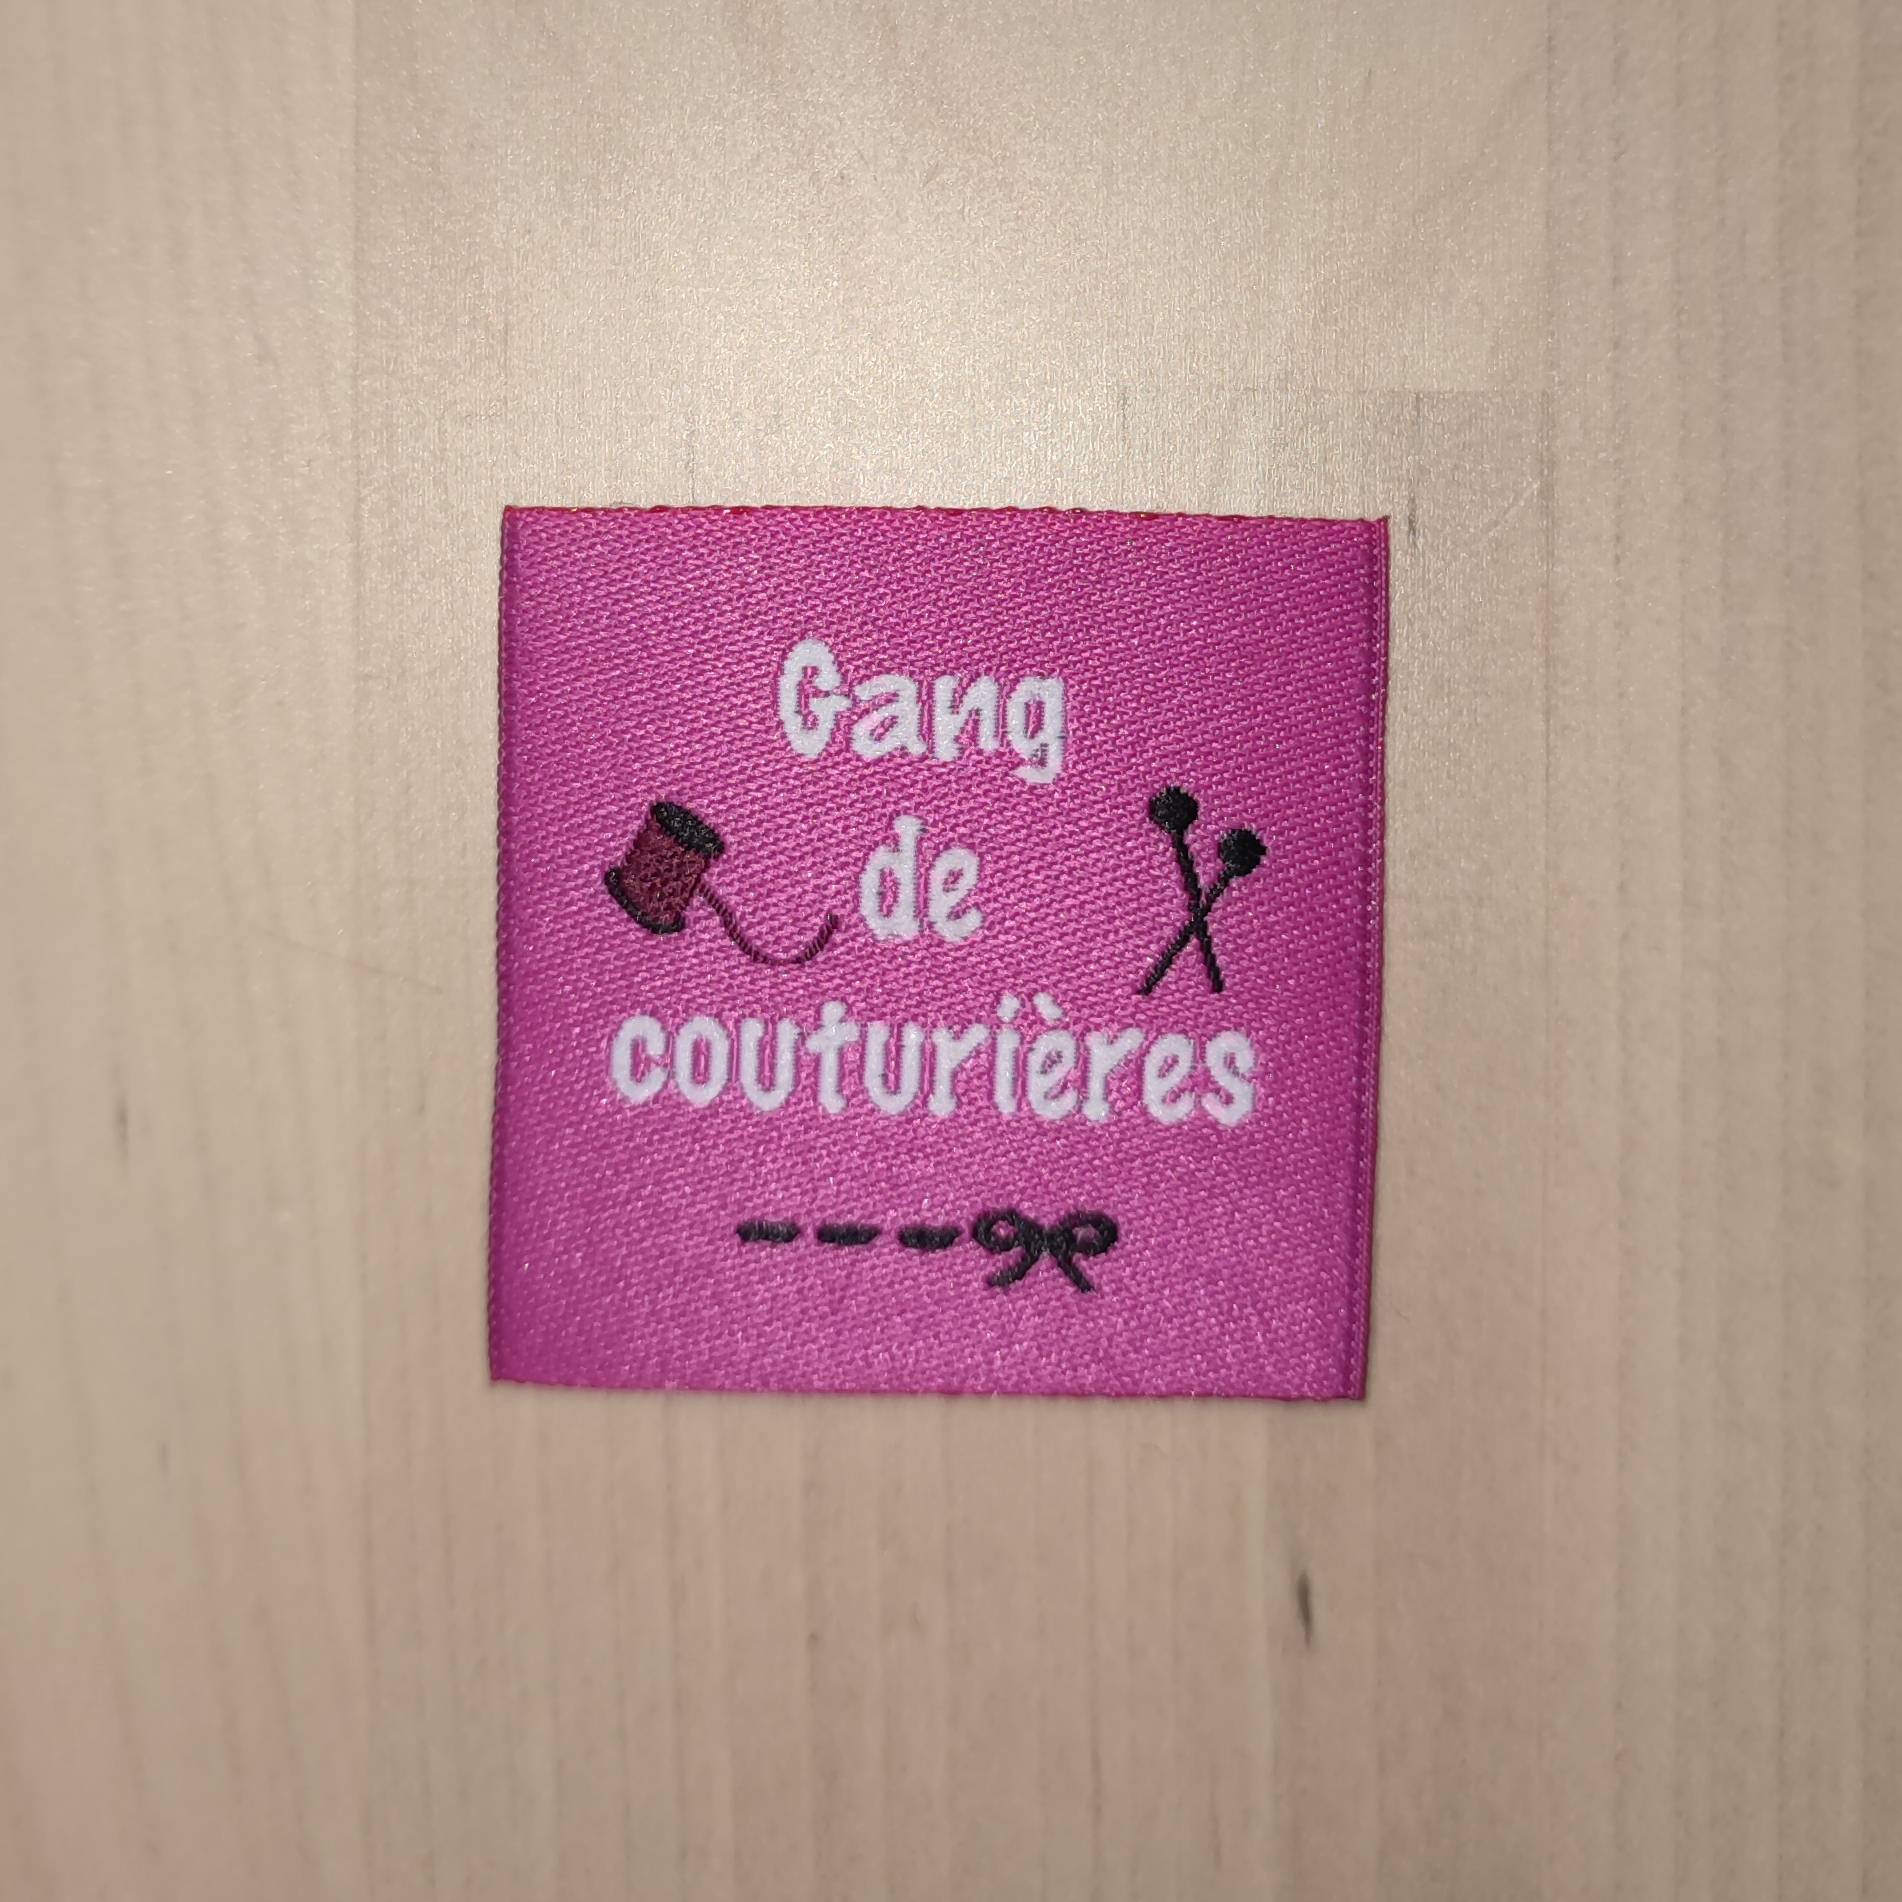 Gang
de
couturières